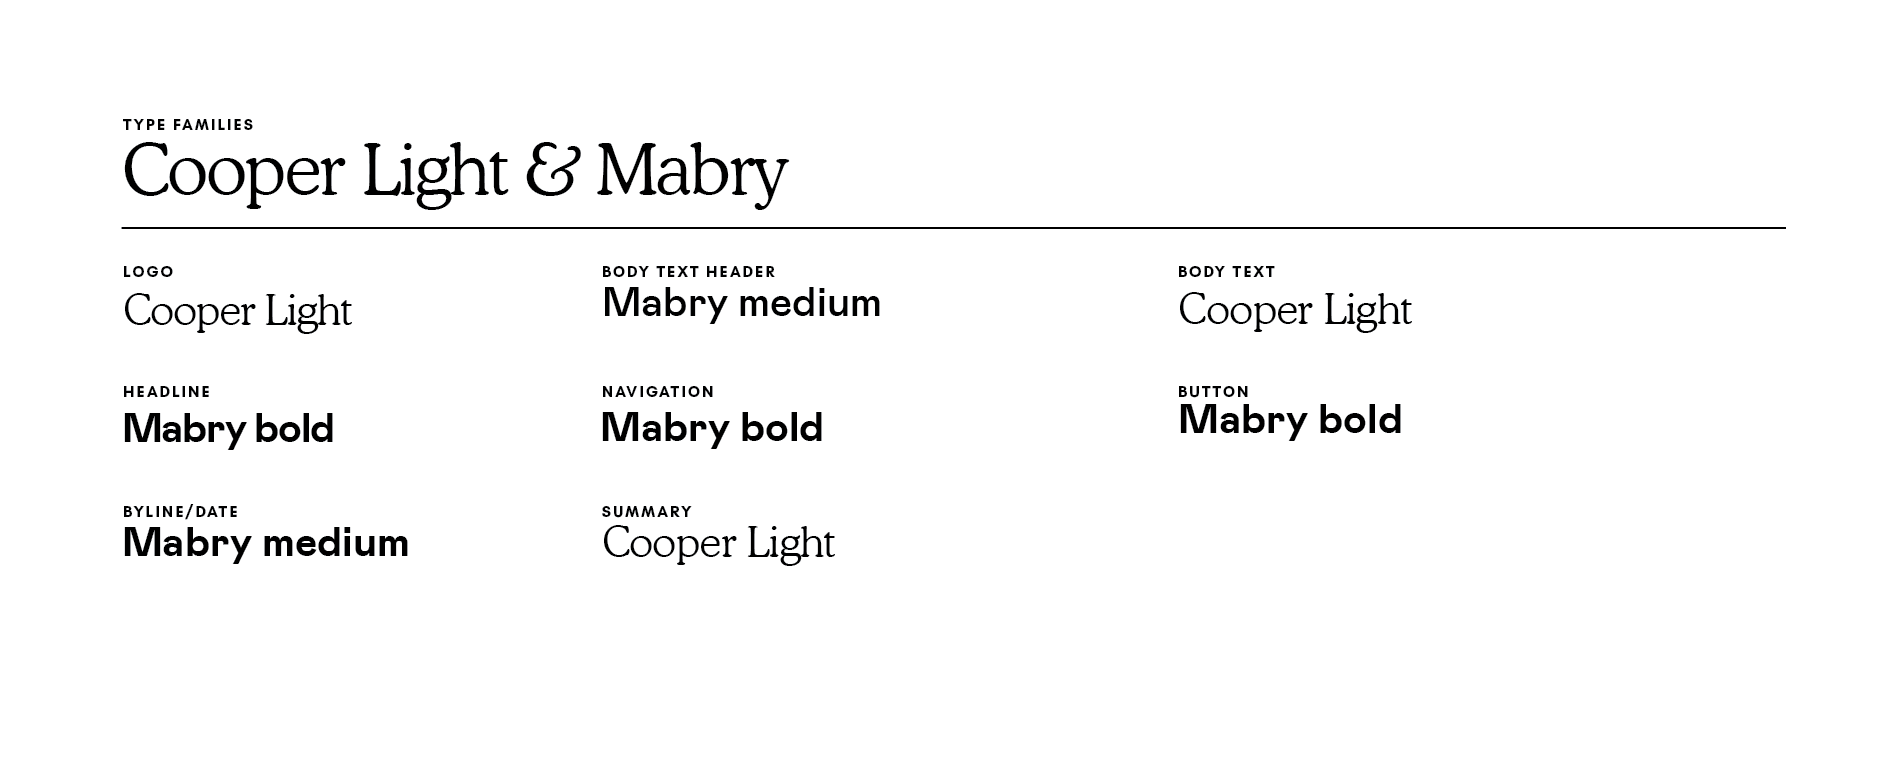 TYPE FAMILIES
Cooper Light & Mabry
LOGO
Cooper Light
BODY TEXT HEADER
Mabry medium
BODY TEXT
Cooper Light
HEADLINE
Mabry bold
NAVIGATION
Mabry bold
BUTTON
Mabry bold
BYLINE/DATE
Mabry medium
SUMMARY
Cooper Light